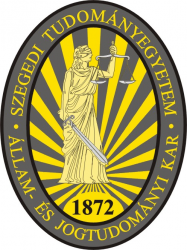 SZEGEDI TUDOMÁNYEGYETEM
ÁLLAM- ÉS JOGTUDOMÁNYI KAR
1872